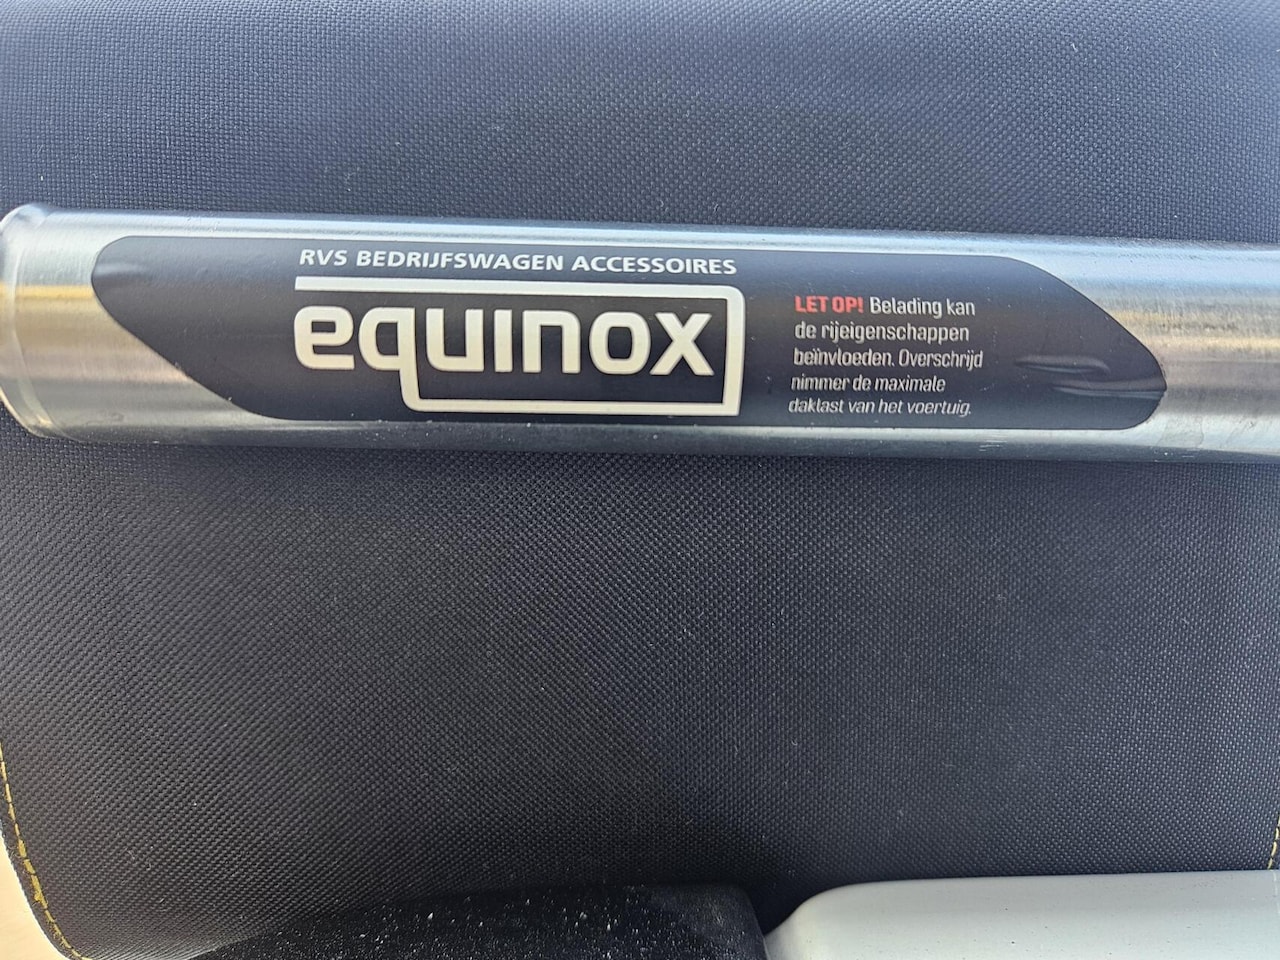 RVS BEDRIJFSWAGEN ACCESSOIRES
equinox
LET OP! Belading kan
de rijeigenschappen
beïnvloeden. Overschrijd
nimmer de maximale
daklast van het voertuig.